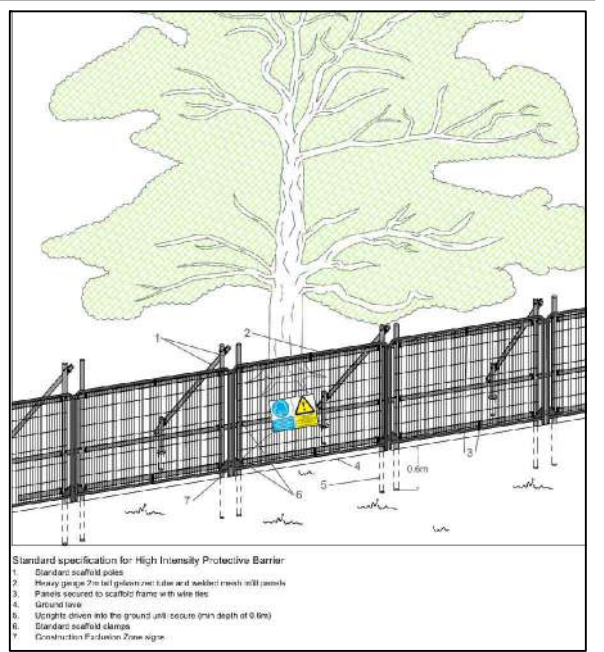 1
2
0.6m
3
4
5
6
7
Standard specification for High Intensity Protective Barrier
1. Standard scaffold poles
2. Heavy gauge 2m tall galvanized tube and welded mesh infill panels
3. Panels secured to scaffold frame with wire ties
4. Ground level
5. Uprights driven into the ground until secure (min depth of 0.6m)
6. Standard scaffold clamps
7 Construction Exclusion Zone signs